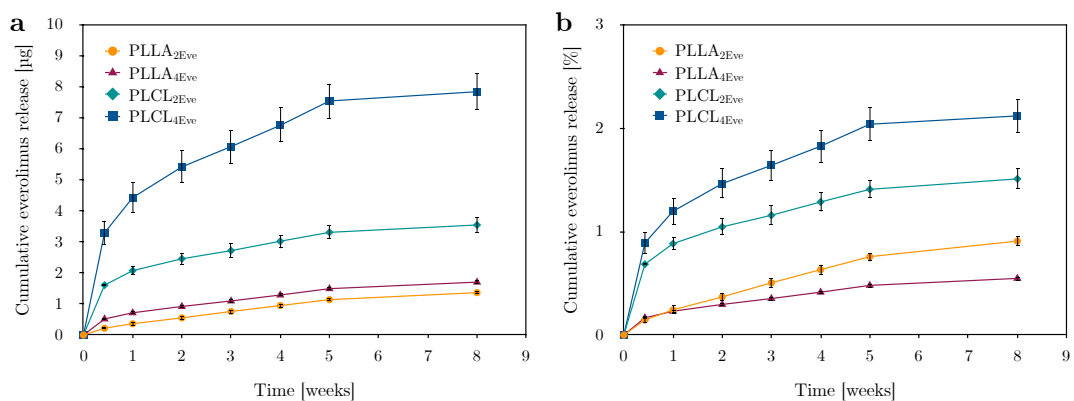 a
Cumulative everolimus release [µg]
10
9
8
7
6
5
4
3
2
1
0
PLLA2Eve
PLLA4Eve
PLCL2Eve
PLCL4Eve
0 1 2 3 4 5 6 7 8 9
Time [weeks]
b
Cumulative everolimus release [%]
3
2
1
0
PLLA2Eve
PLLA4Eve
PLCL2Eve
PLCL4Eve
0 1 2 3 4 5 6 7 8 9
Time [weeks]